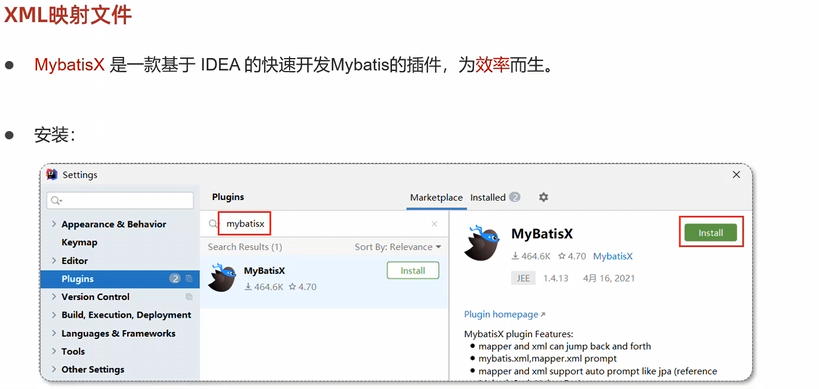 XML映射文件
MybatisX 是一款基于 IDEA 的快速开发Mybatis的插件，为效率而生。
安装：
Settings
Plugins
Marketplace Installed 2
Appearance & Behavior
Keymap
Editor
Plugins 2
Version Control
Build, Execution, Deployment
Languages & Frameworks
Tools
Other Settings
mybatisx
Search Results (1) Sort By: Relevance
MyBatisX
Install
464.6K 4.70
MyBatisX
Install
464.6K 4.70 MybatisX
JEE 1.4.13 4月 16, 2021
Plugin homepage
MybatisX plugin Features:
mapper and xml can jump back and forth
mybatis.xml,mapper.xml prompt
mapper and xml support auto prompt like jpa (reference